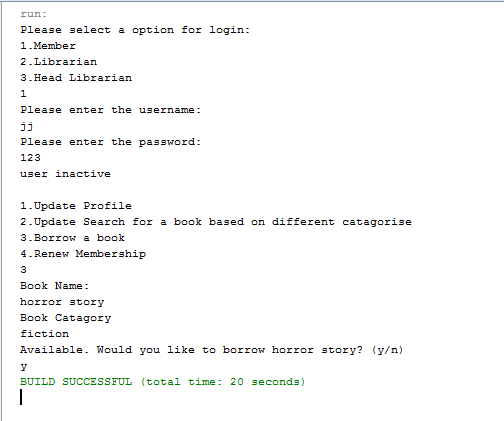 run:
Please select a option for login:
1.Member
2.Librarian
3.Head Librarian
1
Please enter the username:
jj
Please enter the password:
123
user inactive
1.Update Profile
2.Update Search for a book based on different catagorise
3.Borrow a book
4.Renew Membership
3
Book Name:
horror story
Book Catagory
fiction
Available. Would you like to borrow horror story? (y/n)
y
BUILD SUCCESSFUL (total time: 20 seconds)